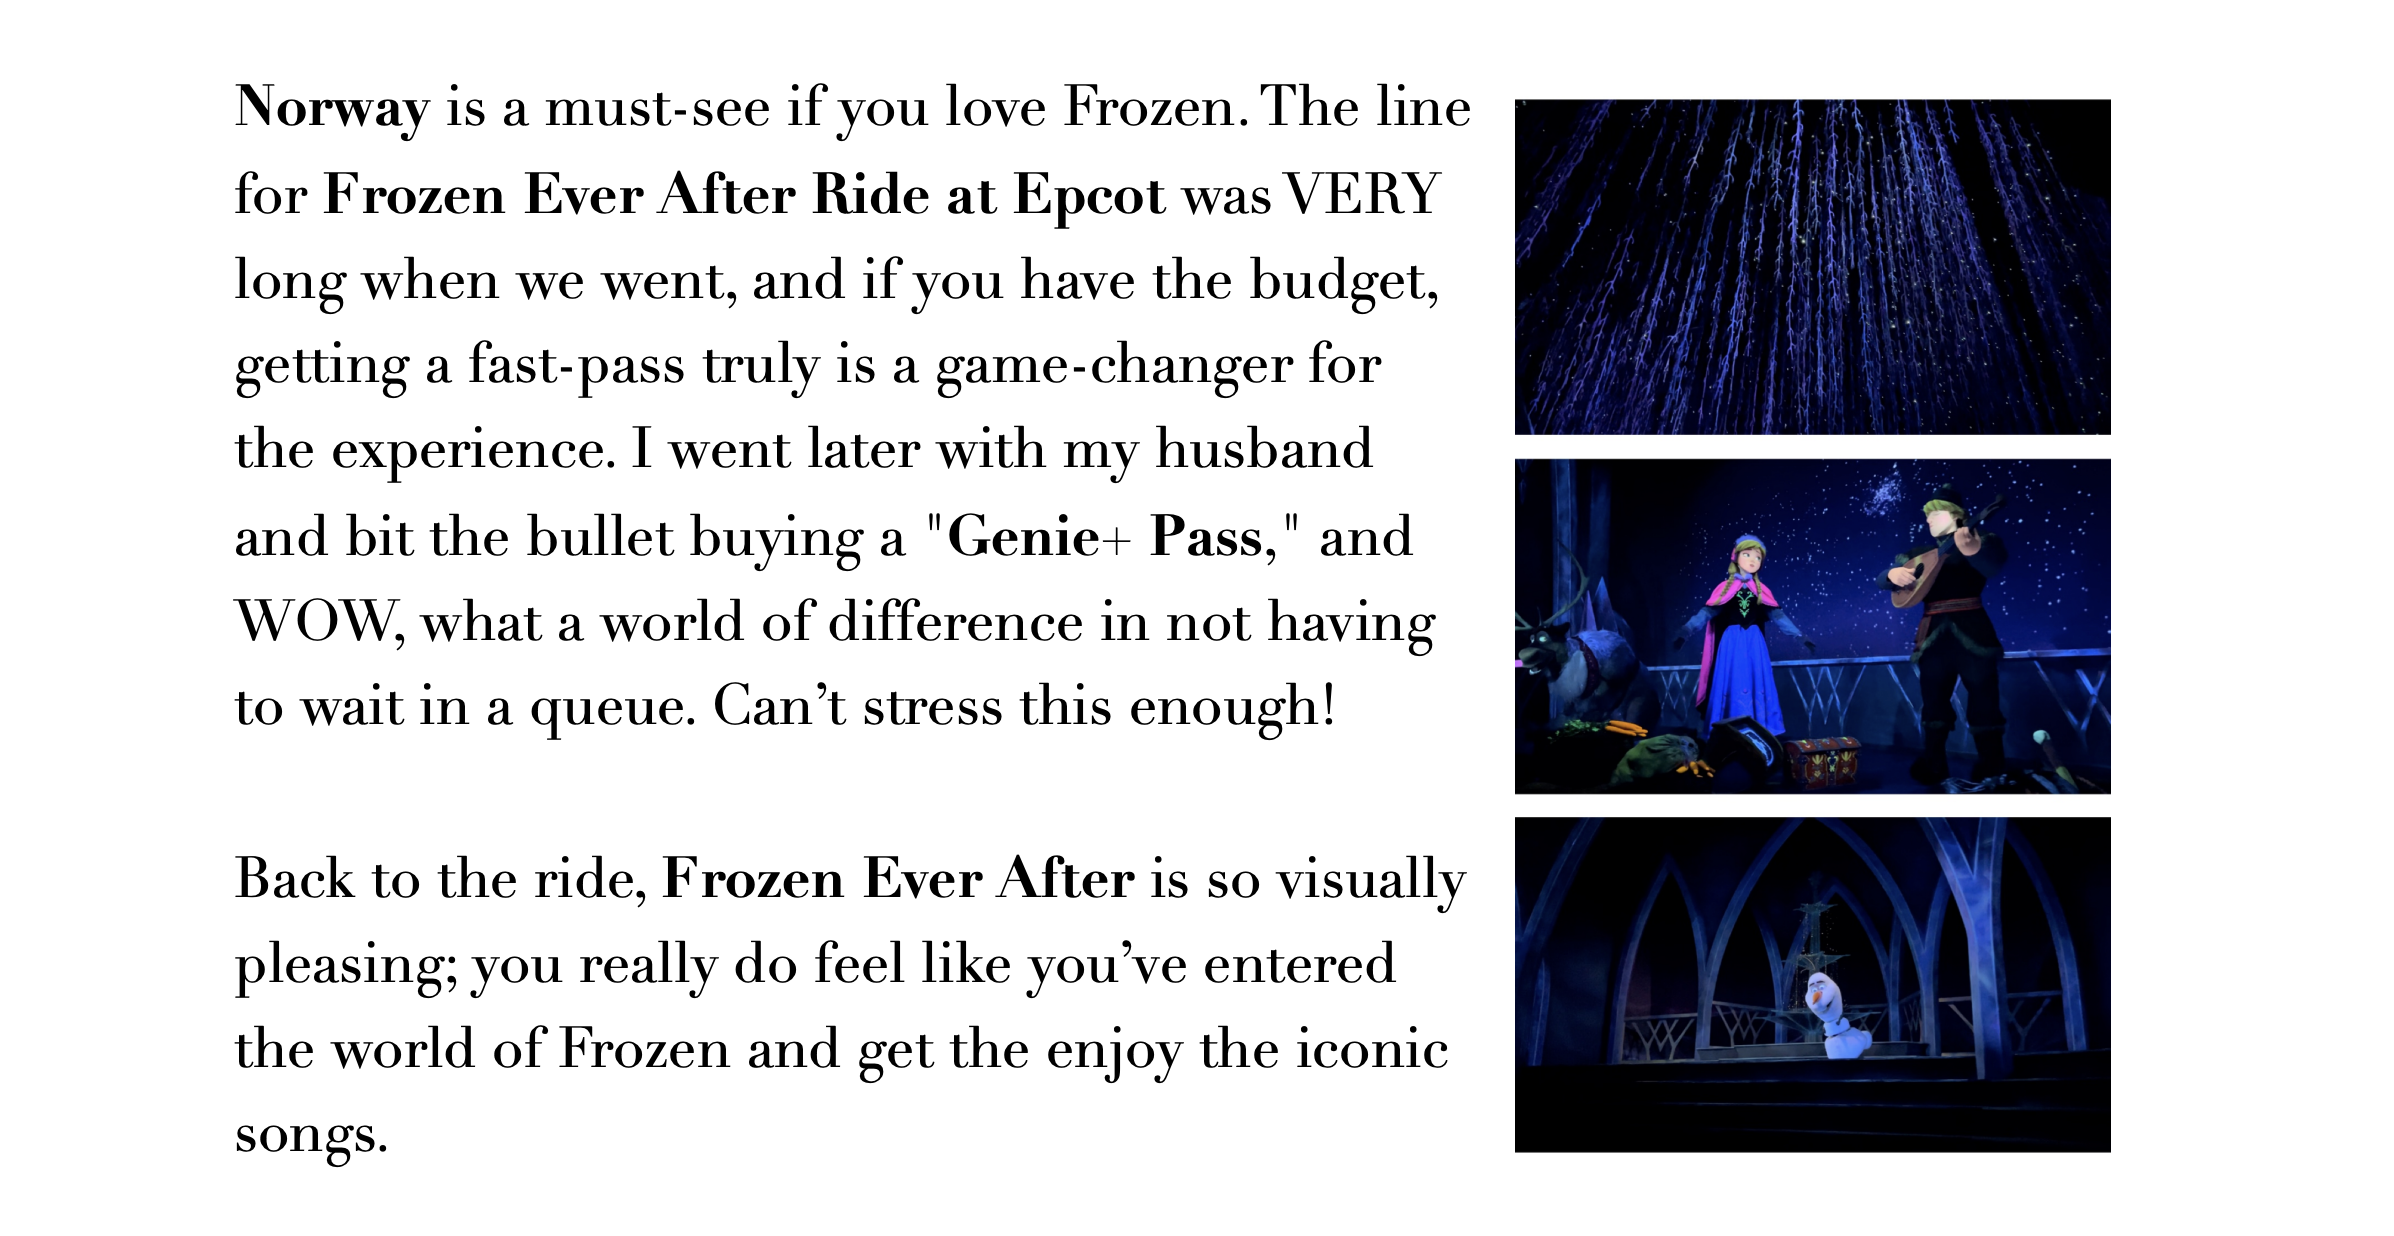 Norway is a must-see if you love Frozen. The line
for Frozen Ever After Ride at Epcot was VERY
long when we went, and if you have the budget,
getting a fast-pass truly is a game-changer for
the experience. I went later with my husband
and bit the bullet buying a "Genie+ Pass," and
WOW, what a world of difference in not having
to wait in a queue. Can’t stress this enough!
Back to the ride, Frozen Ever After is so visually
pleasing; you really do feel like you’ve entered
the world of Frozen and get the enjoy the iconic
songs.